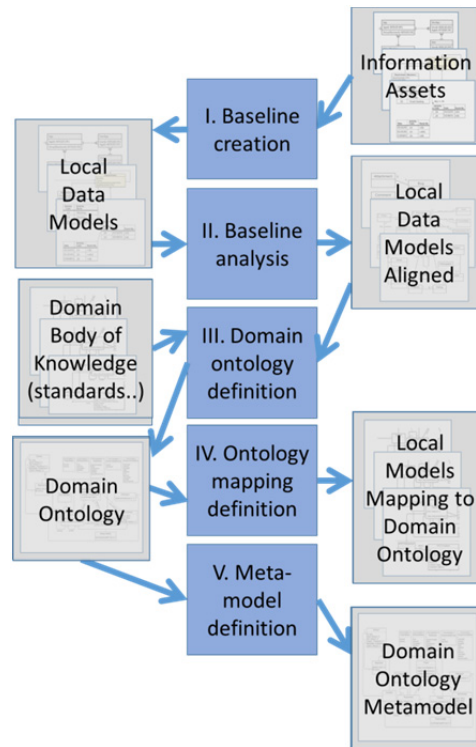 Information
Assets
I. Baseline
creation
Local
Data
Models
II. Baseline
analysis
Local
Data
Models
Aligned
Domain
Body of
Knowledge
(standards..)
III. Domain
ontology
definition
Domain
Ontology
IV. Ontology
mapping
definition
Local
Models
Mapping to
Domain
Ontology
V. Meta-
model
definition
Domain
Ontology
Metamodel